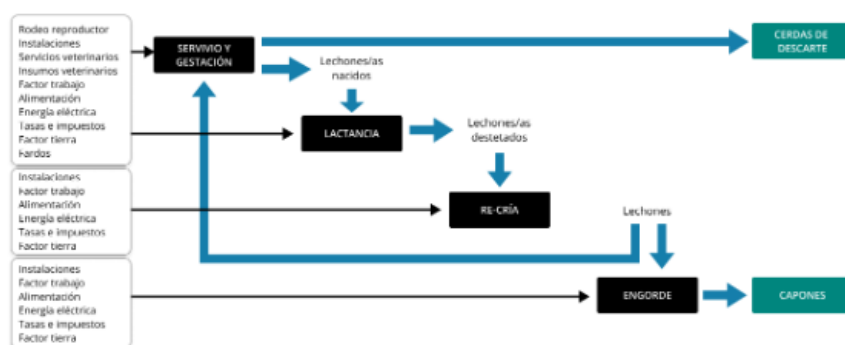 Rodeo reproductor
Instalaciones
Servicios veterinarios
Insumos veterinarios
Factor trabajo
Alimentación
Energía eléctrica
Tasas e impuestos
Factor tierra
Fardos
SERVIVIO Y
GESTACIÓN
CERDAS DE
DESCARTE
Lechones/as
nacidos
LACTANCIA
Lechones/as
destetados
Instalaciones
Factor trabajo
Alimentación
Energía eléctrica
Tasas e impuestos
Factor tierra
RE-CRÍA
Lechones
Instalaciones
Factor trabajo
Alimentación
Energía eléctrica
Tasas e impuestos
Factor tierra
ENGORDE
CAPONES